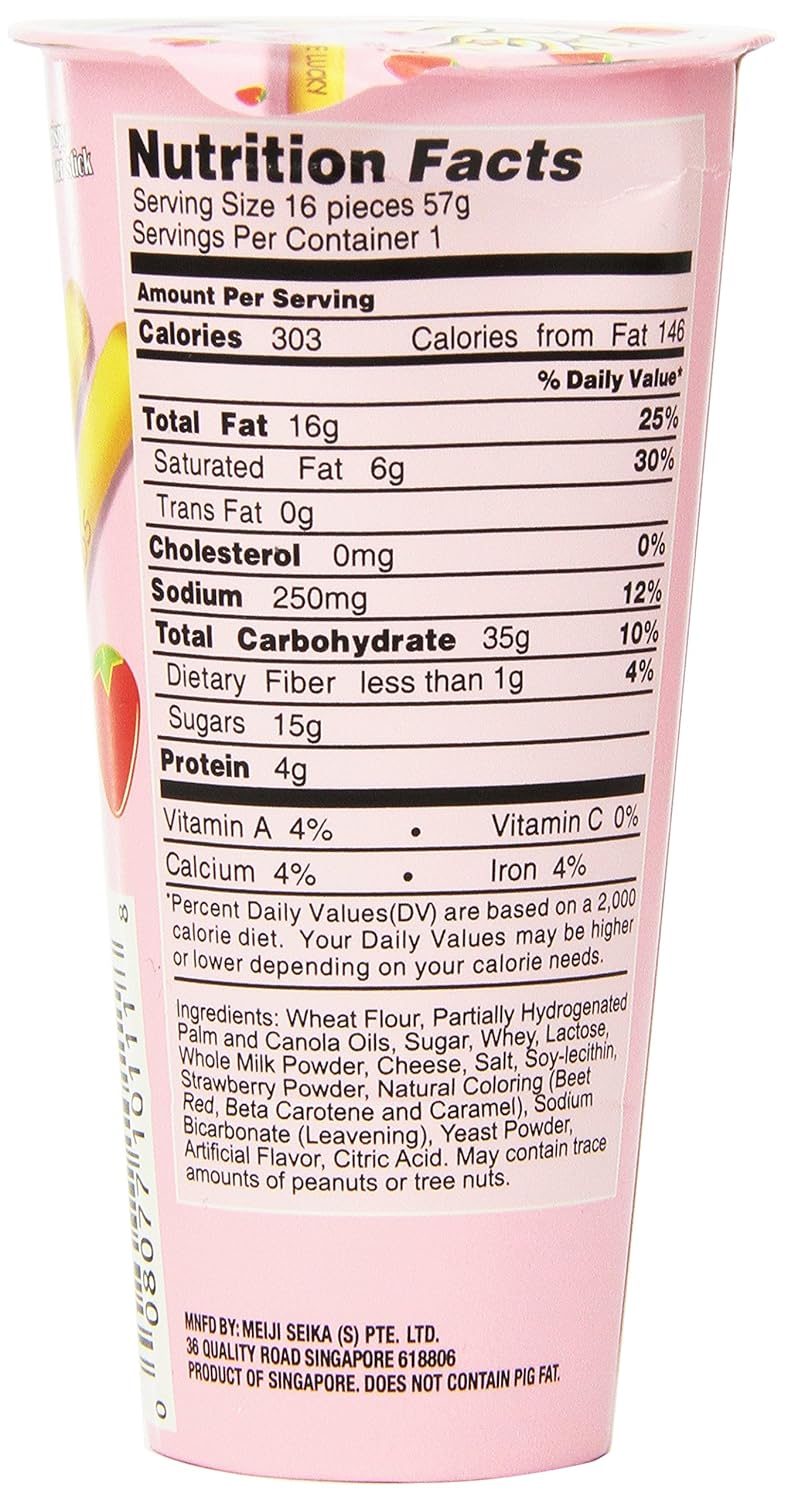 LUCKY
stick
Nutrition Facts
Serving Size 16 pieces 57g
Servings Per Container 1
Amount Per Serving
Calories 303 Calories from Fat 146
% Daily Value*
Total Fat 16g 25%
Saturated Fat 6g 30%
Trans Fat 0g
Cholesterol 0mg 0%
Sodium 250mg 12%
Total Carbohydrate 35g 10%
Dietary Fiber less than 1g 4%
Sugars 15g
Protein 4g
Vitamin A 4% • Vitamin C 0%
Calcium 4% • Iron 4%
*Percent Daily Values(DV) are based on a 2,000
calorie diet. Your Daily Values may be higher
or lower depending on your calorie needs.
Ingredients: Wheat Flour, Partially Hydrogenated
Palm and Canola Oils, Sugar, Whey, Lactose,
Whole Milk Powder, Cheese, Salt, Soy-lecithin,
Strawberry Powder, Natural Coloring (Beet
Red, Beta Carotene and Caramel), Sodium
Bicarbonate (Leavening), Yeast Powder,
Artificial Flavor, Citric Acid. May contain trace
amounts of peanuts or tree nuts.
MNFD BY: MEIJI SEIKA (S) PTE. LTD.
36 QUALITY ROAD SINGAPORE 618806
PRODUCT OF SINGAPORE. DOES NOT CONTAIN PIG FAT.